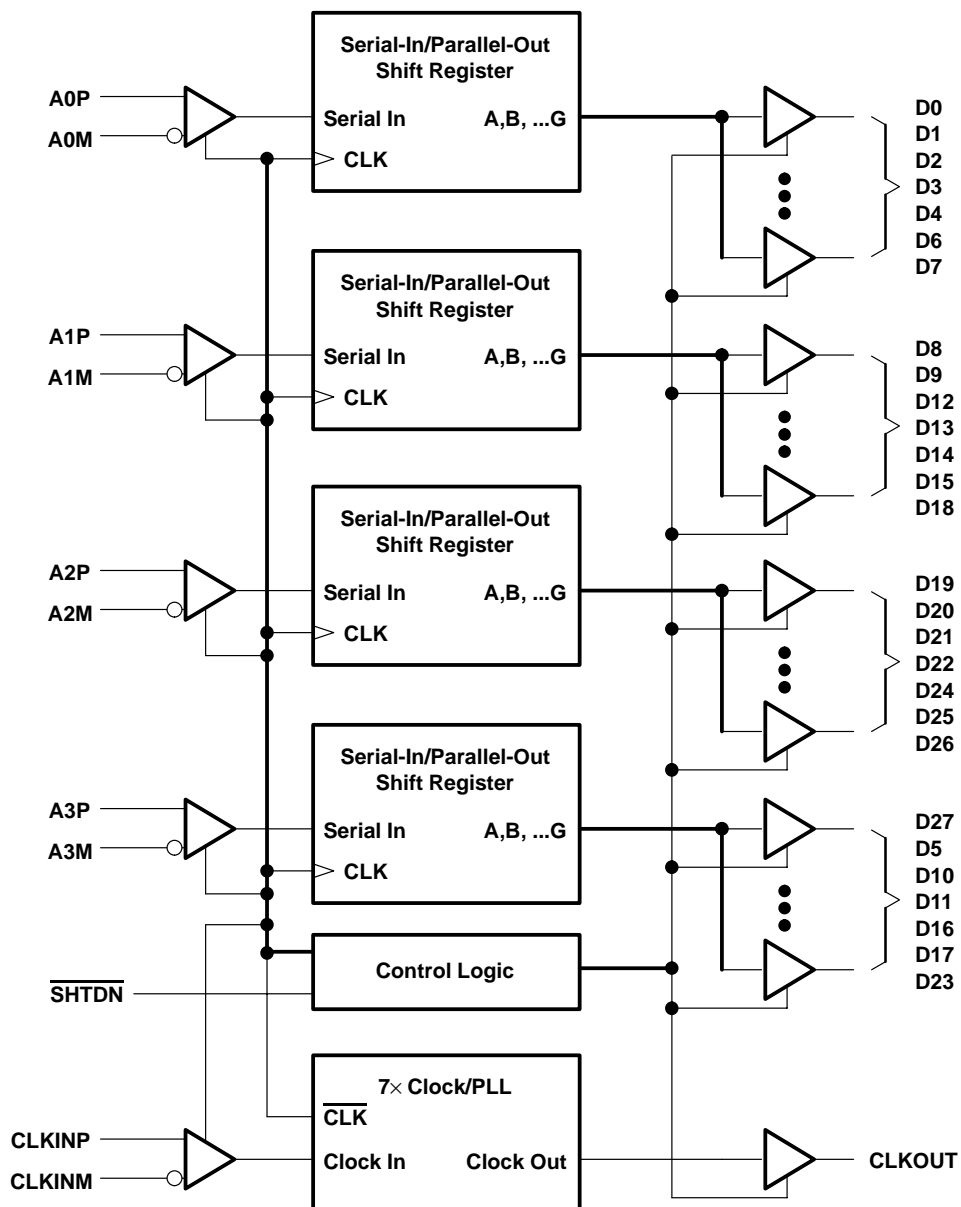 Serial-In/Parallel-Out
Shift Register
A0P
A0M
Serial In
A,B, ...G
CLK
D0
D1
D2
D3
D4
D6
D7
Serial-In/Parallel-Out
Shift Register
A1P
A1M
Serial In
A,B, ...G
CLK
D8
D9
D12
D13
D14
D15
D18
Serial-In/Parallel-Out
Shift Register
A2P
A2M
Serial In
A,B, ...G
CLK
D19
D20
D21
D22
D24
D25
D26
Serial-In/Parallel-Out
Shift Register
A3P
A3M
Serial In
A,B, ...G
CLK
D27
D5
D10
D11
D16
D17
D23
Control Logic
S̅H̅T̅D̅N̅
7× Clock/PLL
C̅L̅K̅
CLKINP
CLKINM
Clock In
Clock Out
CLKOUT